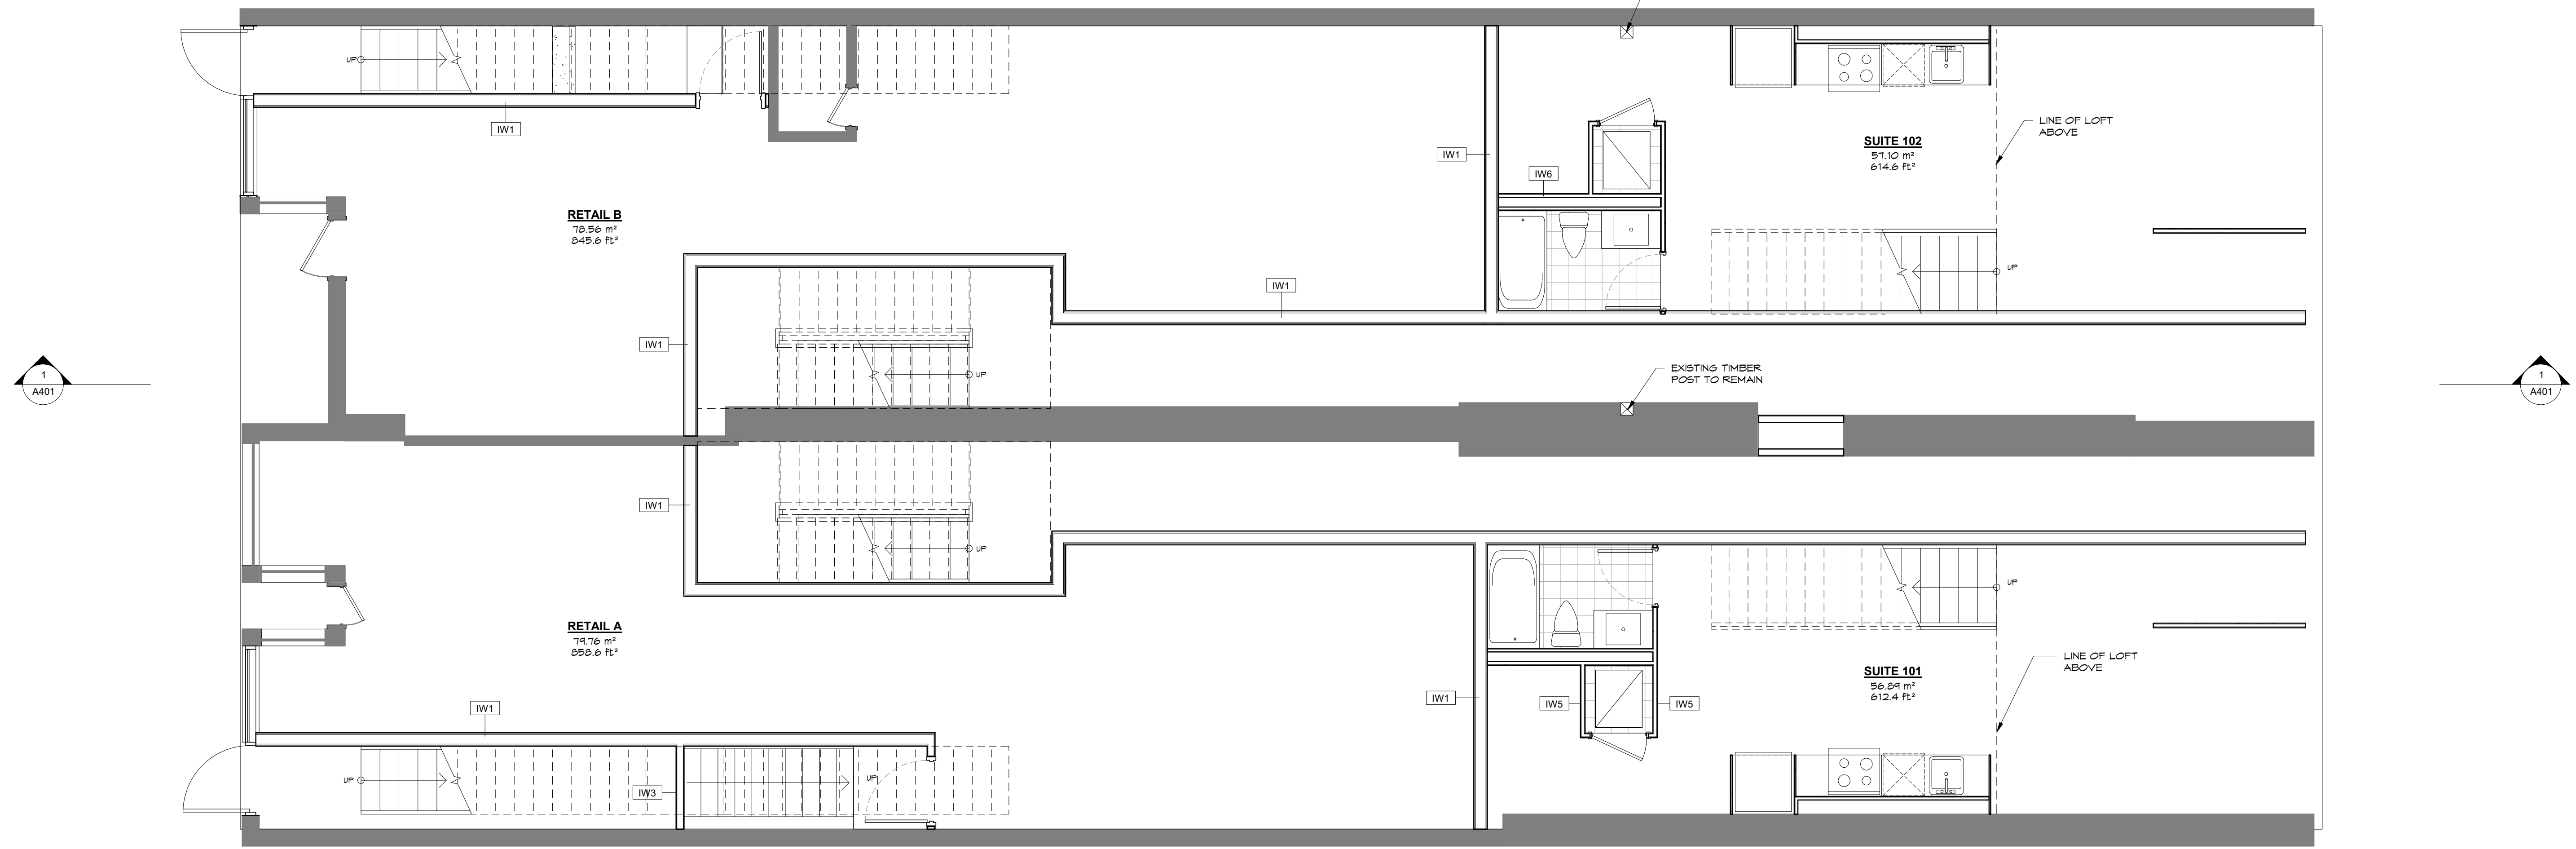 UP
IW1
IW1
IW6
SUITE 102
57.10 m²
614.6 ft²
LINE OF LOFT
ABOVE
RETAIL B
78.56 m²
845.6 ft²
UP
IW1
IW1
UP
1
A401
EXISTING TIMBER
POST TO REMAIN
1
A401
IW1
UP
UP
RETAIL A
79.76 m²
858.6 ft²
LINE OF LOFT
ABOVE
SUITE 101
56.89 m²
612.4 ft²
IW1
IW1
IW5
IW5
UP
UP
IW3